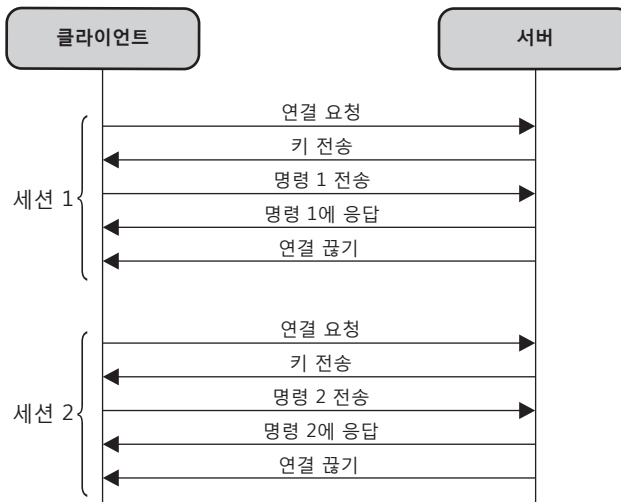 클라이언트
서버
세션 1
연결 요청
키 전송
명령 1 전송
명령 1에 응답
연결 끊기
세션 2
연결 요청
키 전송
명령 2 전송
명령 2에 응답
연결 끊기